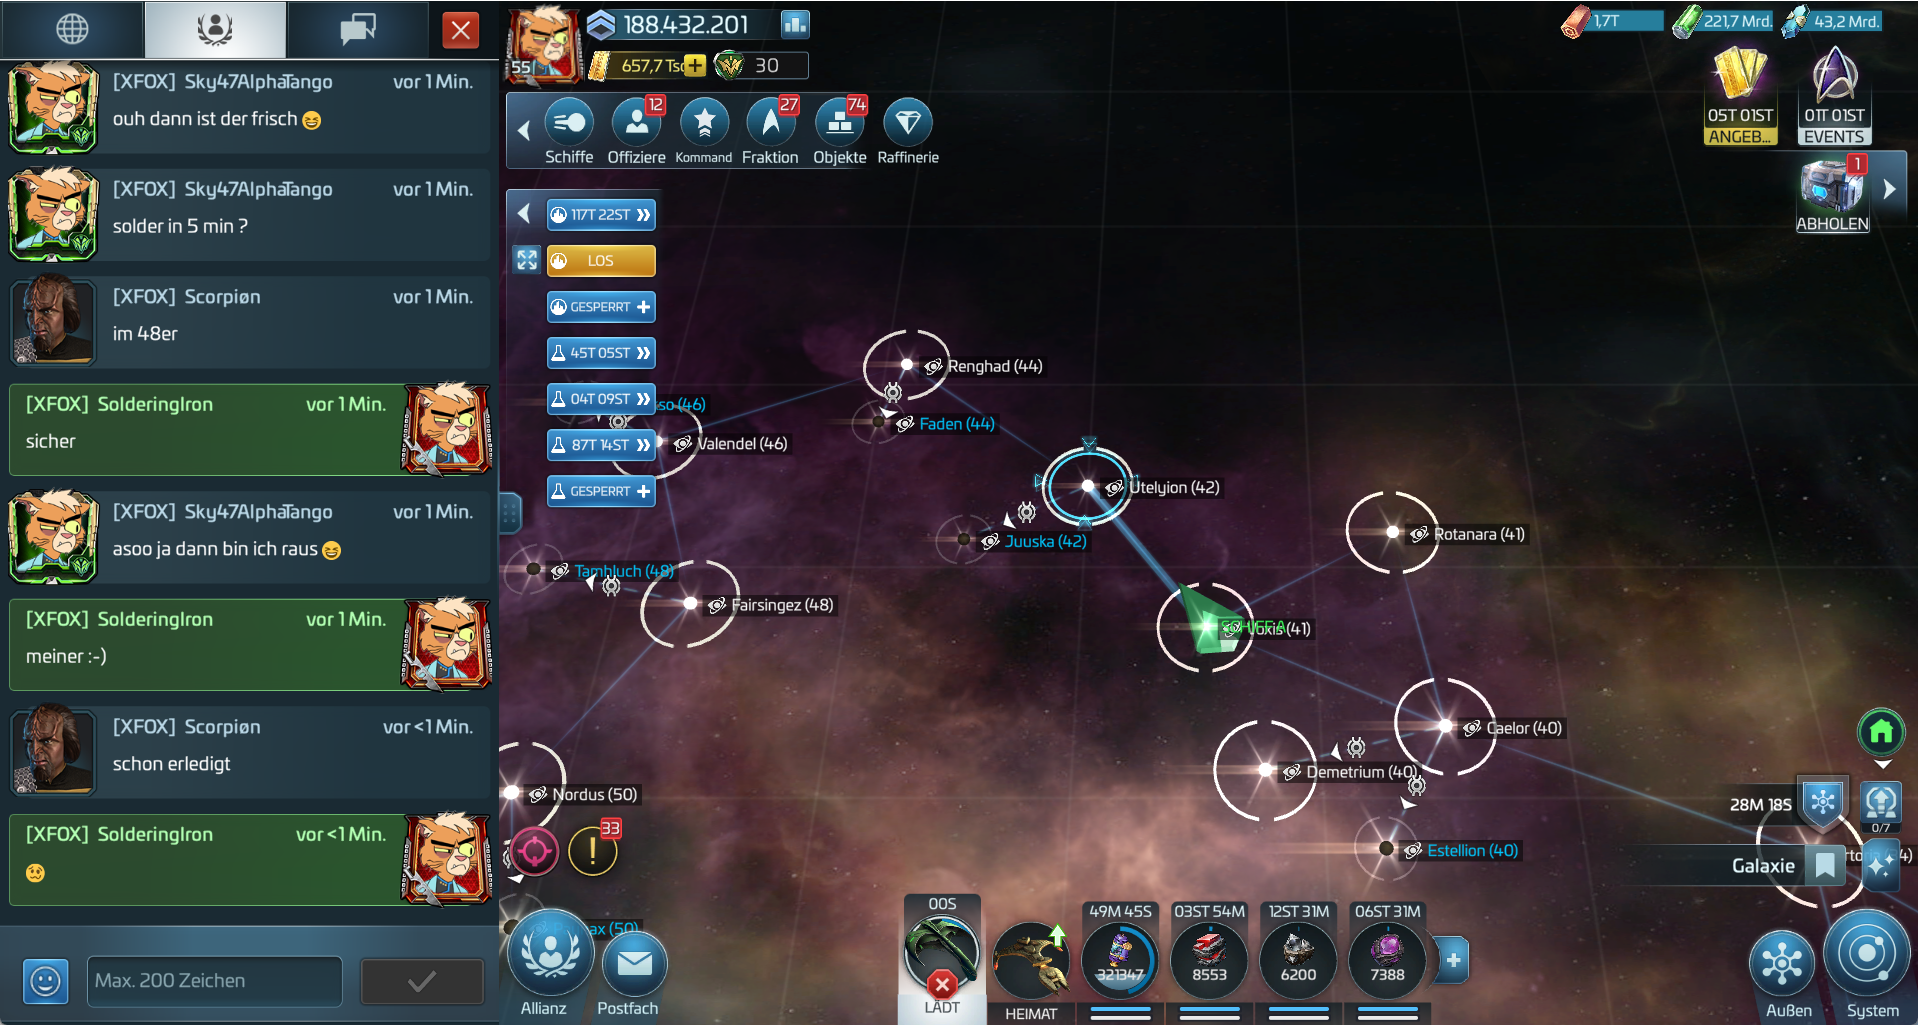 [XFOX] Sky47AlphaTango vor 1 Min.
ouh dann ist der frisch
[XFOX] Sky47AlphaTango vor 1 Min.
solder in 5 min ?
[XFOX] Scorpiøn vor 1 Min.
im 48er
[XFOX] SolderingIron vor 1 Min.
sicher
[XFOX] Sky47AlphaTango vor 1 Min.
asoo ja dann bin ich raus
[XFOX] SolderingIron vor 1 Min.
meiner :-)
[XFOX] Scorpiøn vor <1 Min.
schon erledigt
[XFOX] SolderingIron vor <1 Min.
Max. 200 Zeichen
55
188.432.201
657,7 Tsd
30
1,7T
221,7 Mrd.
43,2 Mrd.
05T 01ST
ANGEB...
01T 01ST
EVENTS
1
ABHOLEN
12
27
74
Schiffe
Offiziere
Kommand
Fraktion
Objekte
Raffinerie
117T 22ST
LOS
GESPERRT
45T 05ST
04T 09ST
87T 14ST
GESPERRT
Renghad (44)
Faden (44)
so (46)
Valendel (46)
Utelyion (42)
Juuska (42)
Rotanara (41)
Tamhluch (48)
Fairsingez (48)
Voxis (41)
Caelor (40)
Demetrium (40)
Estellion (40)
Nordus (50)
ax (50)
33
28M 18S
0/7
Galaxie
Allianz
Postfach
00S
LÄDT
HEIMAT
49M 45S
321347
03ST 54M
8553
12ST 31M
6200
06ST 31M
7388
Außen
System